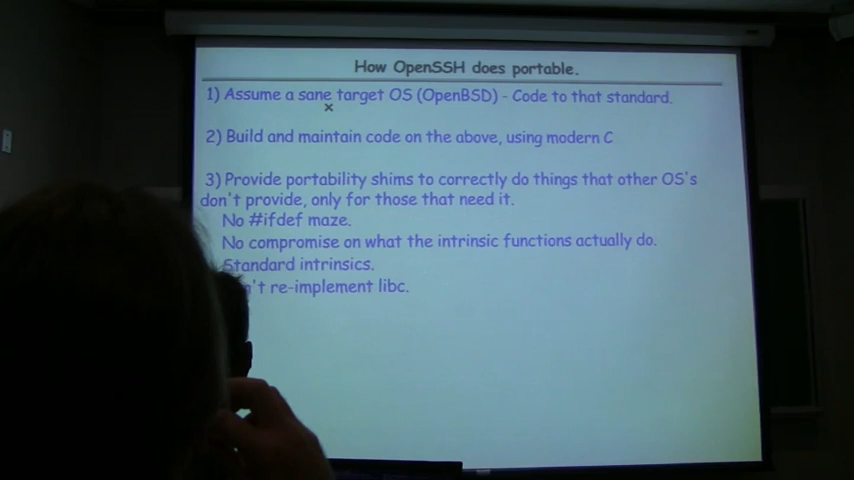 How OpenSSH does portable.
1) Assume a sane target OS (OpenBSD) - Code to that standard.
2) Build and maintain code on the above, using modern C
3) Provide portability shims to correctly do things that other OS's
don't provide, only for those that need it.
No #ifdef maze.
No compromise on what the intrinsic functions actually do.
Standard intrinsics.
re-implement libc.